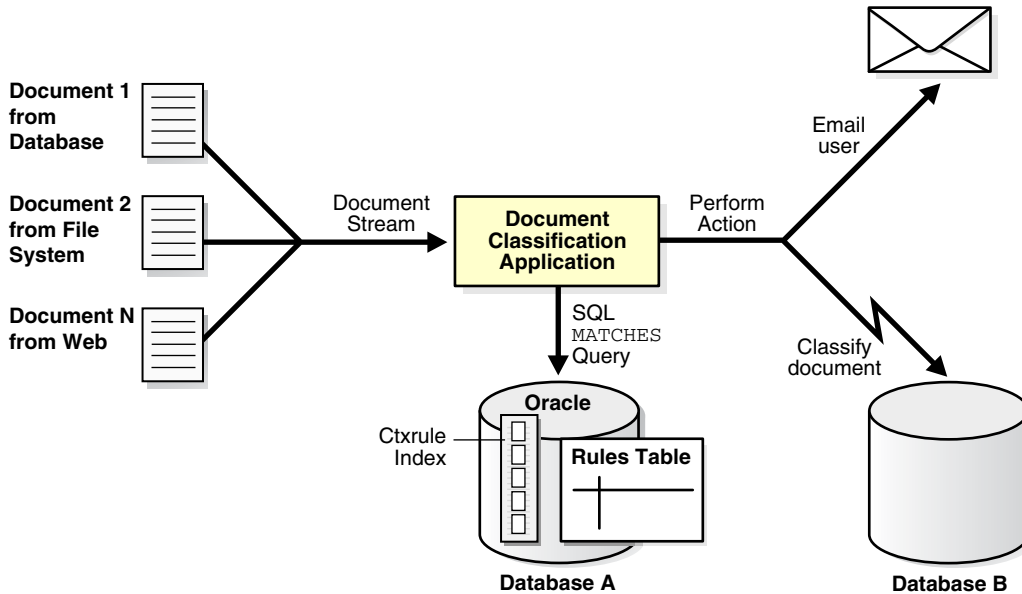 Document 1
from
Database
Document 2
from File
System
Document N
from Web
Document
Stream
Document
Classification
Application
Perform
Action
Email
user
Classify
document
SQL
MATCHES
Query
Oracle
Ctxrule
Index
Rules Table
Database A
Database B